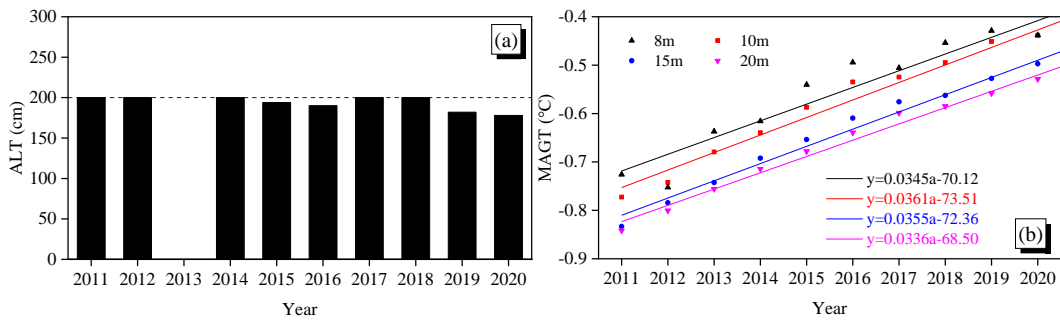 300
250
200
150
100
50
0
ALT (cm)
(a)
2011 2012 2013 2014 2015 2016 2017 2018 2019 2020
Year
-0.4
-0.5
-0.6
-0.7
-0.8
-0.9
MAGT (℃)
8m 10m
15m 20m
y=0.0345a-70.12
y=0.0361a-73.51
y=0.0355a-72.36
y=0.0336a-68.50
(b)
2011 2012 2013 2014 2015 2016 2017 2018 2019 2020
Year